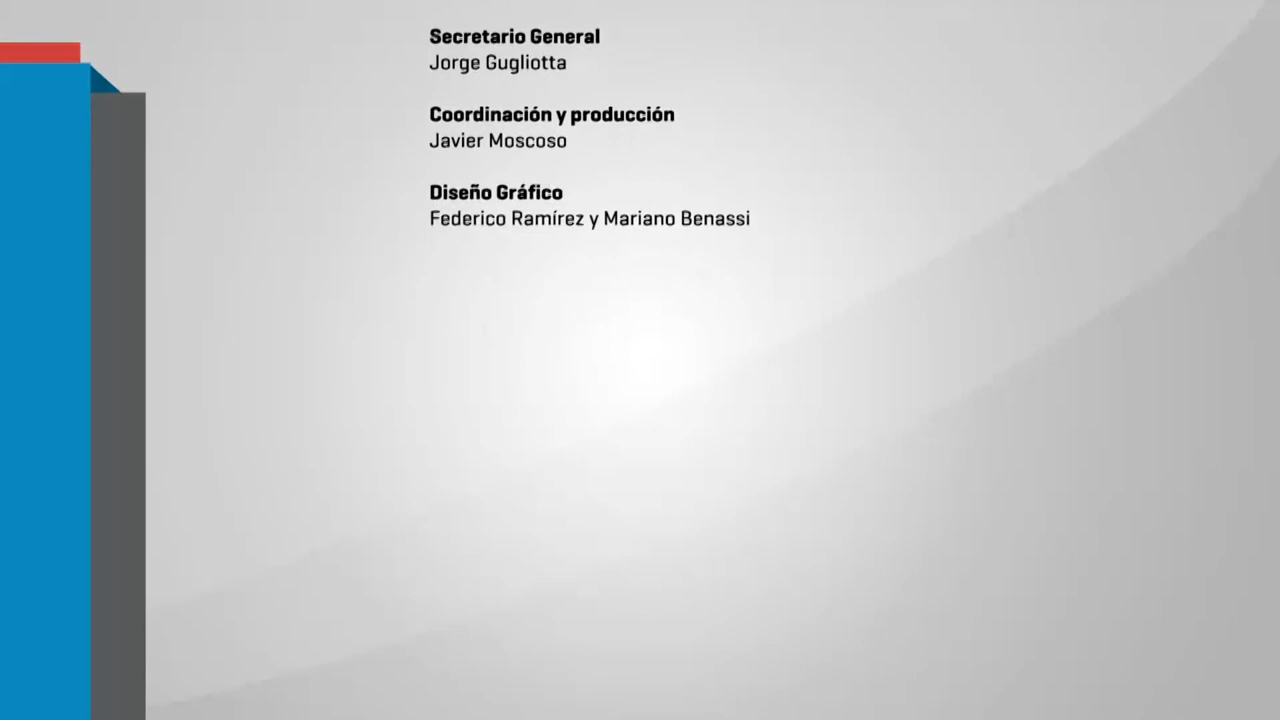 Secretario General
Jorge Gugliotta
Coordinación y producción
Javier Moscoso
Diseño Gráfico
Federico Ramírez y Mariano Benassi